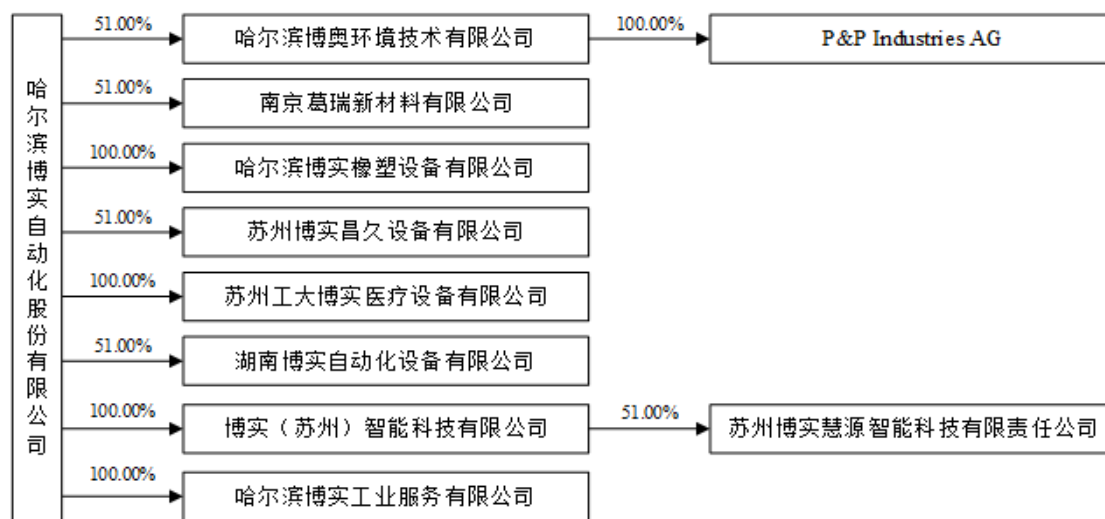 哈尔滨博实自动化股份有限公司
51.00%
哈尔滨博奥环境技术有限公司
100.00%
P&P Industries AG
51.00%
南京葛瑞新材料有限公司
100.00%
哈尔滨博实橡塑设备有限公司
51.00%
苏州博实昌久设备有限公司
100.00%
苏州工大博实医疗设备有限公司
51.00%
湖南博实自动化设备有限公司
100.00%
博实（苏州）智能科技有限公司
51.00%
苏州博实慧源智能科技有限责任公司
100.00%
哈尔滨博实工业服务有限公司